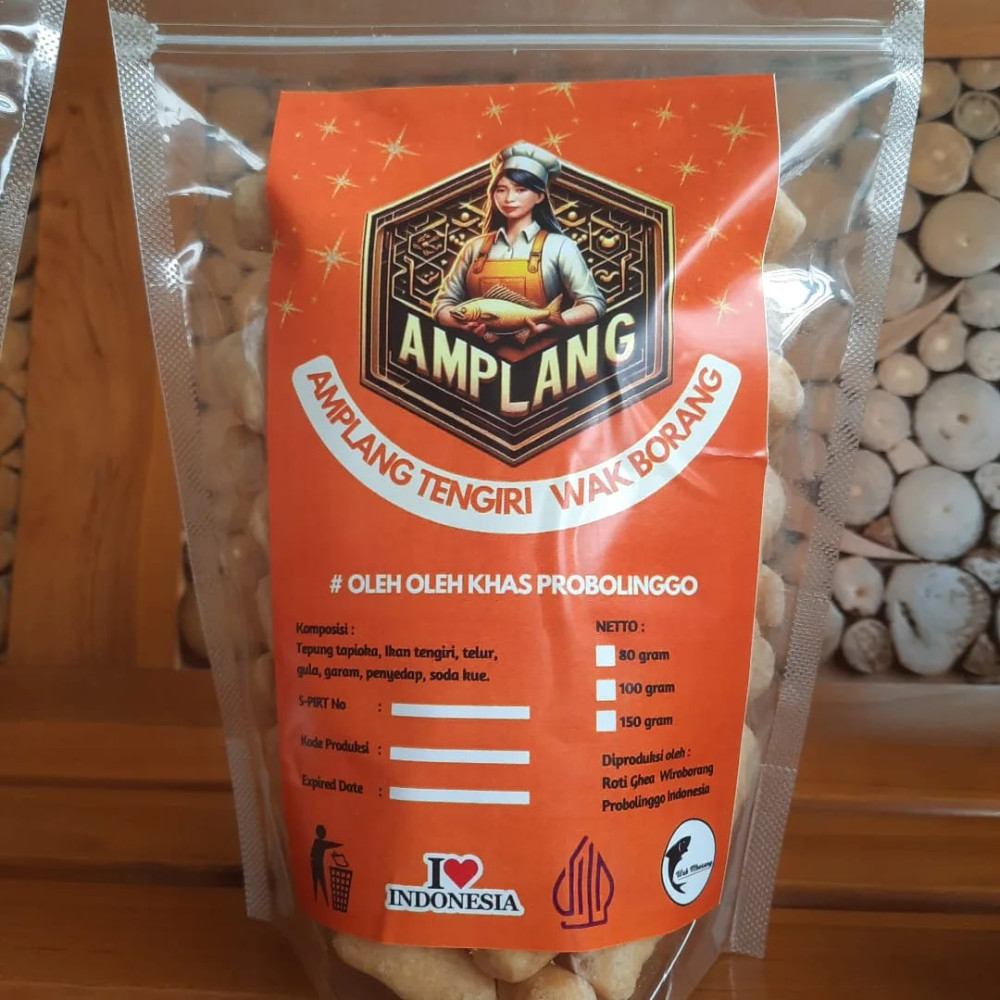 AMPLANG
AMPLANG TENGIRI WAK BORANG
# OLEH OLEH KHAS PROBOLINGGO
Komposisi :
Tepung tapioka, Ikan tengiri, telur,
gula, garam, penyedap, soda kue.
S-PIRT No :
Kode Produksi :
Expired Date :
NETTO :
80 gram
100 gram
150 gram
Diproduksi oleh :
Roti Ghea Wiroborang
Probolinggo Indonesia
I
INDONESIA
Wak